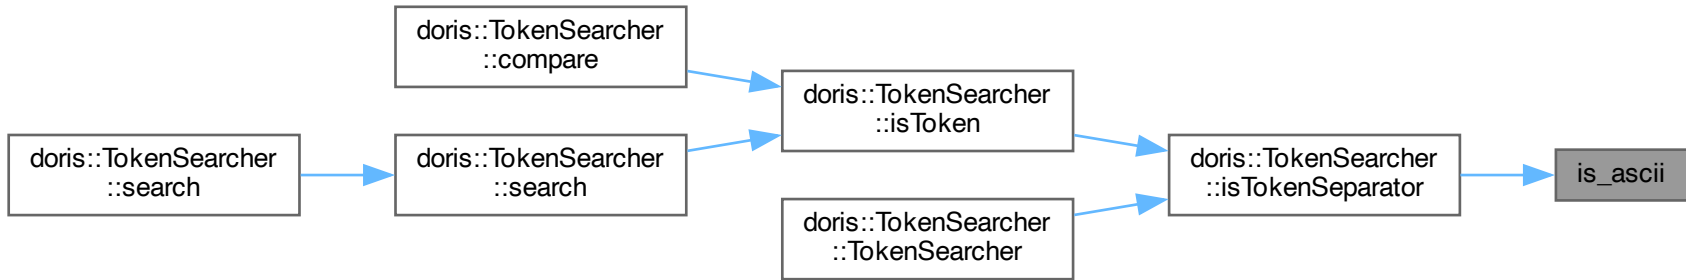 doris::TokenSearcher
::search
doris::TokenSearcher
::compare
doris::TokenSearcher
::search
doris::TokenSearcher
::isToken
doris::TokenSearcher
::TokenSearcher
doris::TokenSearcher
::isTokenSeparator
is_ascii